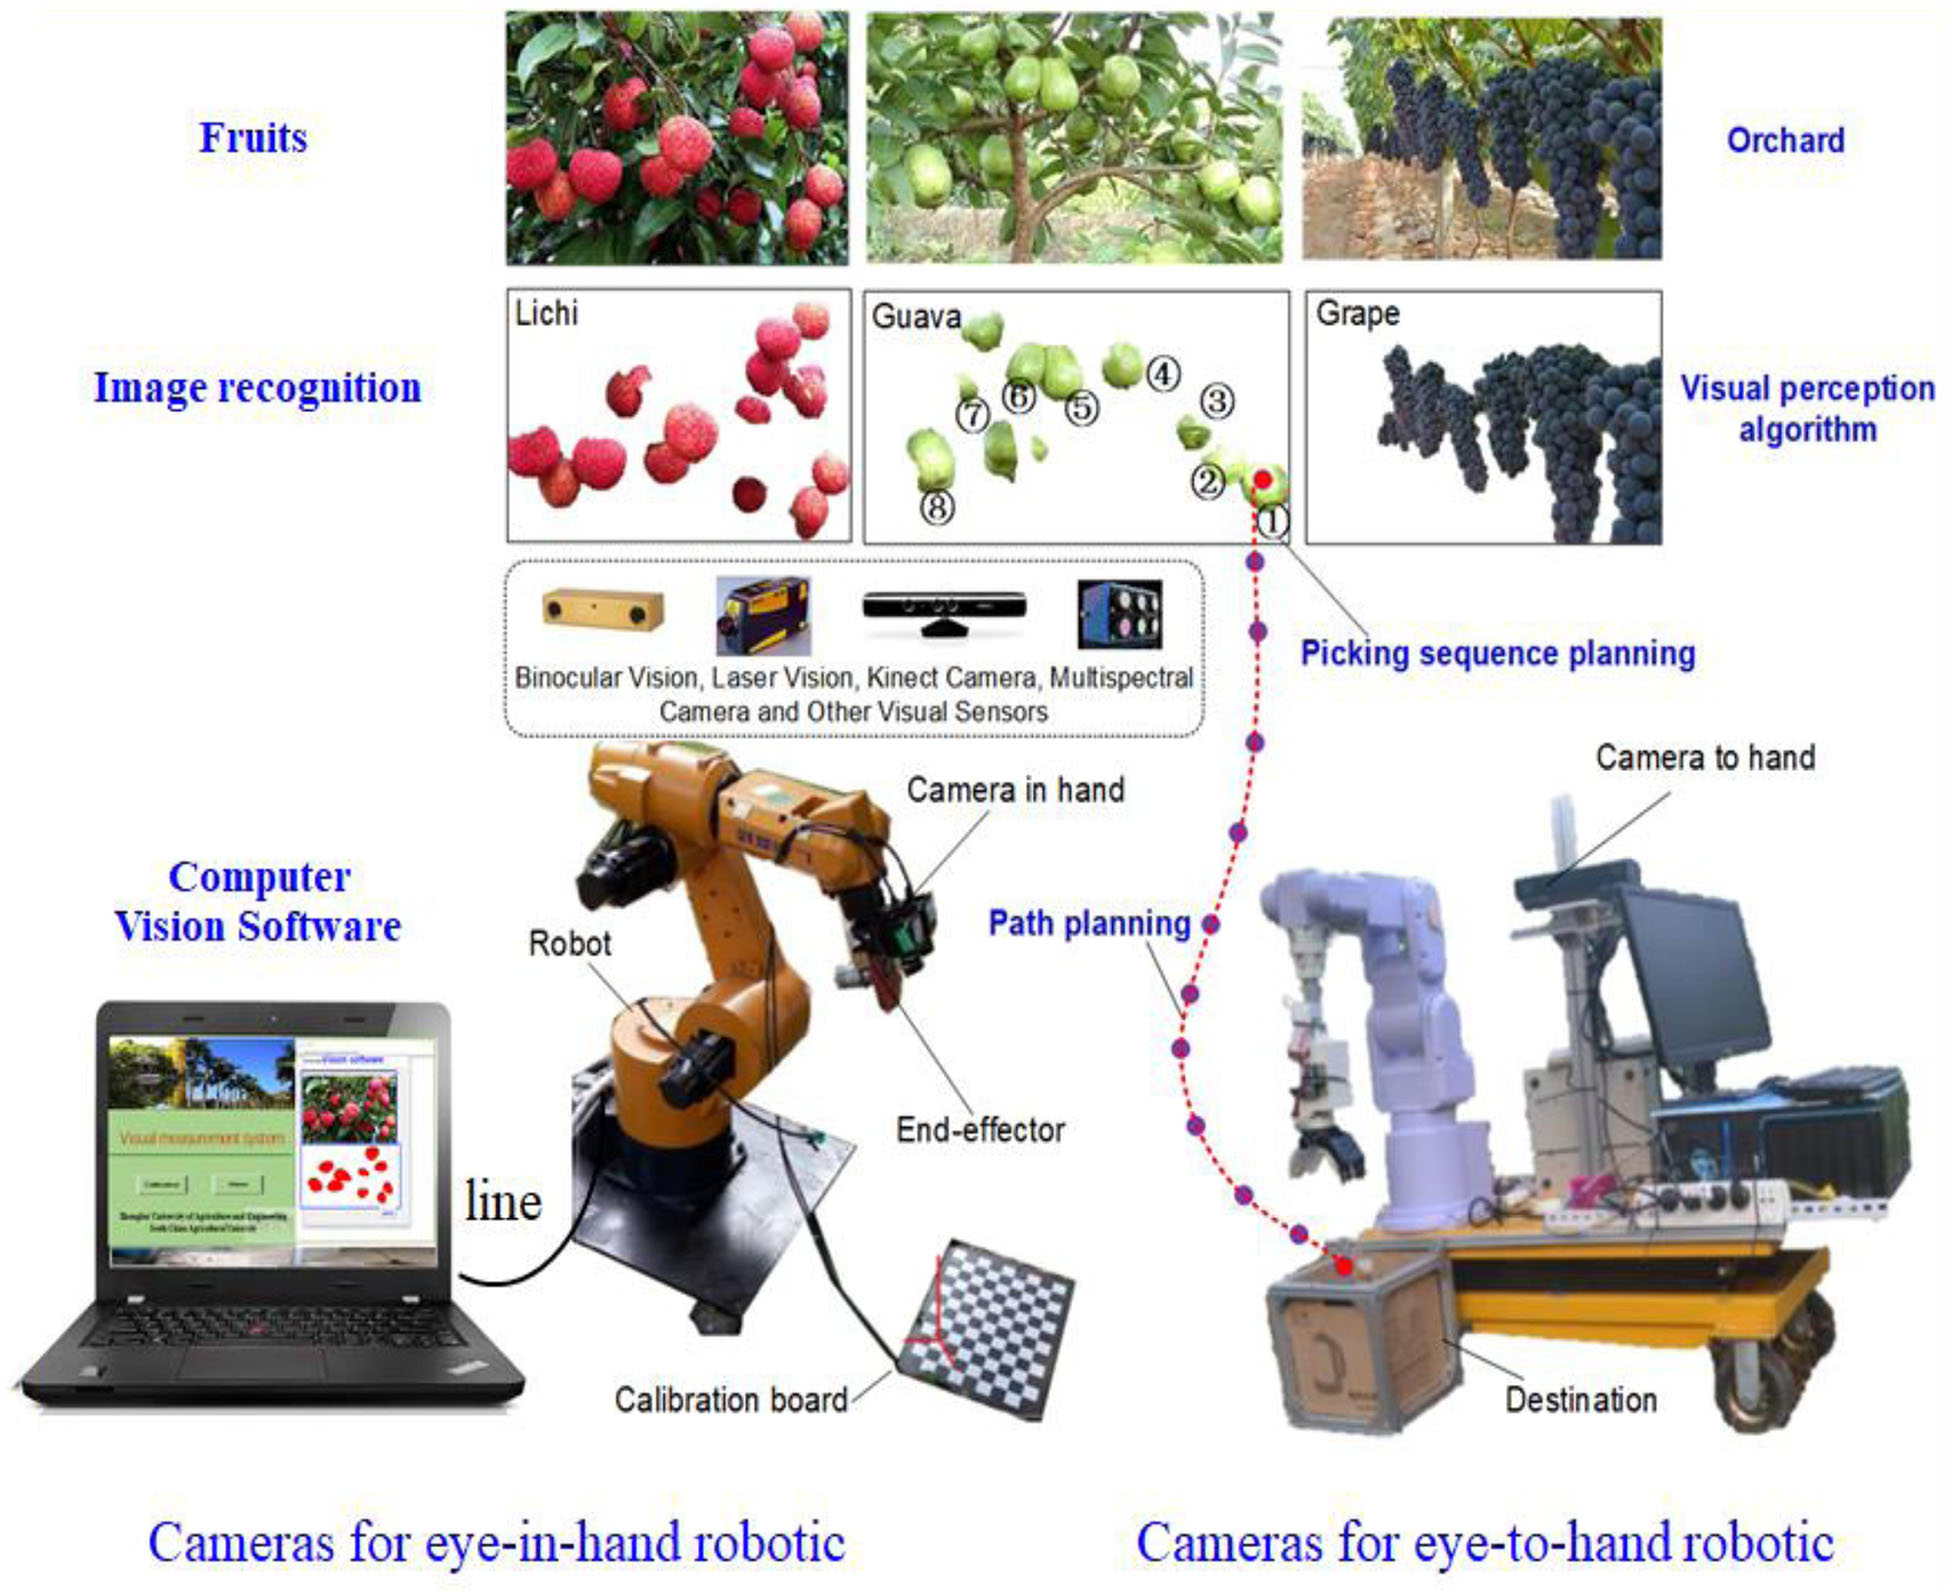 Fruits
Orchard
Lichi
Guava
Grape
Image recognition
Visual perception
algorithm
④
③
⑥
⑤
⑦
②
⑧
①
Binocular Vision, Laser Vision, Kinect Camera, Multispectral
Camera and Other Visual Sensors
Picking sequence planning
Camera to hand
Camera in hand
Computer
Vision Software
Path planning
Robot
End-effector
Vision software
Visual measurement system
line
Calibration board
Destination
Cameras for eye-in-hand robotic
Cameras for eye-to-hand robotic